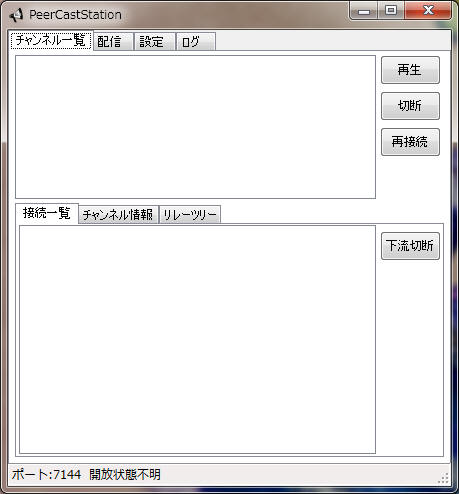 PeerCastStation
チャンネル一覧 配信 設定 ログ
再生
切断
再接続
接続一覧 チャンネル情報 リレーツリー
下流切断
ポート:7144 開放状態不明